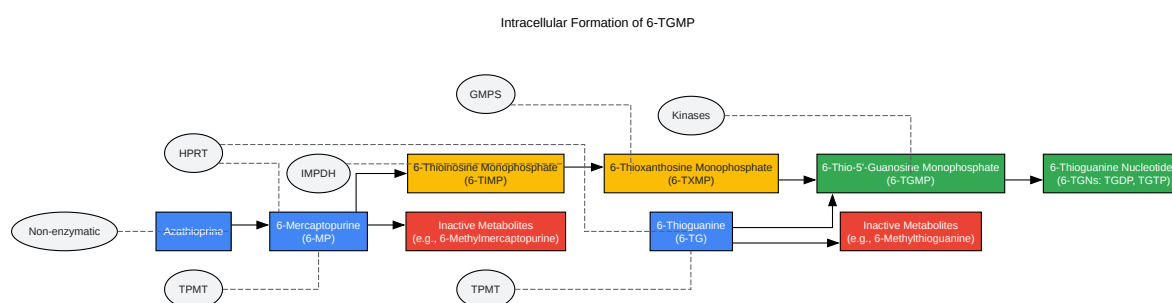 Intracellular Formation of 6-TGMP
GMPS
Kinases
HPRT
IMPDH
6-Thioinosine Monophosphate
(6-TIMP)
6-Thioxanthosine Monophosphate
(6-TXMP)
6-Thio-5'-Guanosine Monophosphate
(6-TGMP)
6-Thioguanine Nucleotide
(6-TGNs: TGDP, TGTP)
Non-enzymatic
Azathioprine
6-Mercaptopurine
(6-MP)
Inactive Metabolites
(e.g., 6-Methylmercaptopurine)
6-Thioguanine
(6-TG)
Inactive Metabolites
(e.g., 6-Methylthioguanine)
TPMT
TPMT